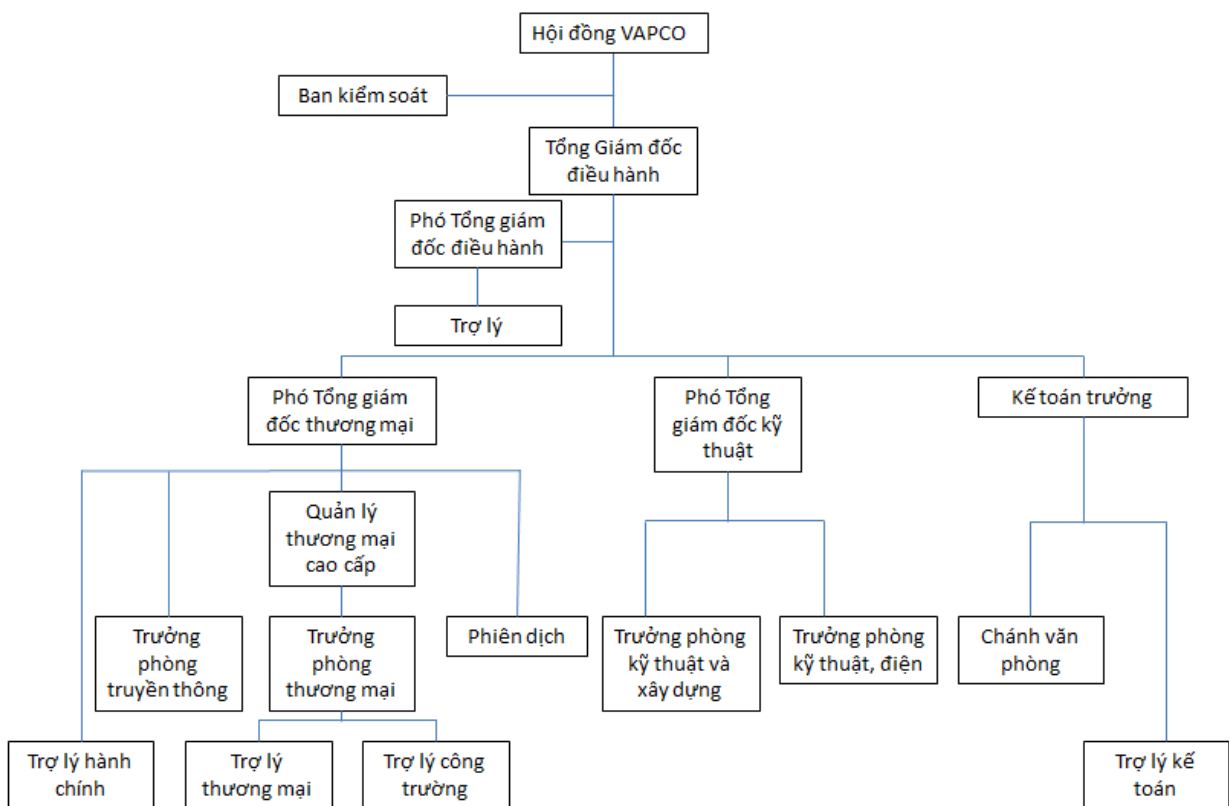 Hội đồng VAPCO
Ban kiểm soát
Tổng Giám đốc
điều hành
Phó Tổng giám
đốc điều hành
Trợ lý
Phó Tổng giám
đốc thương mại
Phó Tổng
giám đốc kỹ
thuật
Kế toán trưởng
Quản lý
thương mại
cao cấp
Trưởng
phòng
truyền thông
Trưởng
phòng
thương mại
Phiên dịch
Trưởng phòng
kỹ thuật và
xây dựng
Trưởng phòng
kỹ thuật, điện
Chánh văn
phòng
Trợ lý hành
chính
Trợ lý
thương mại
Trợ lý công
trường
Trợ lý kế
toán